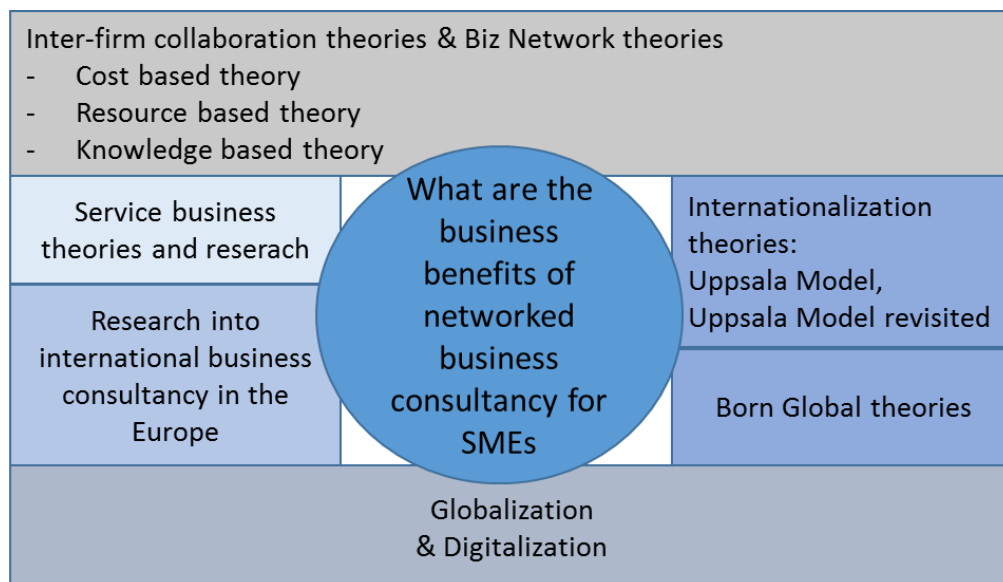 Inter-firm collaboration theories & Biz Network theories
- Cost based theory
- Resource based theory
- Knowledge based theory
Service business
theories and reserach
Research into
international business
consultancy in the
Europe
What are the
business
benefits of
networked
business
consultancy for
SMEs
Internationalization
theories:
Uppsala Model,
Uppsala Model revisited
Born Global theories
Globalization
& Digitalization